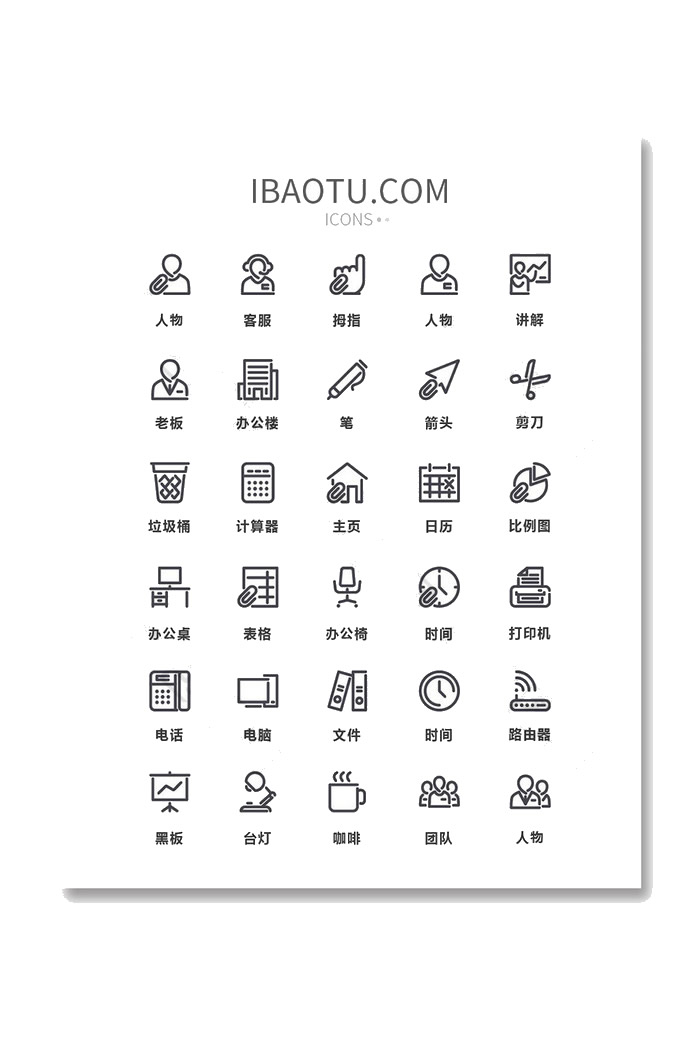 IBAOTU.COM
ICONS
人物 客服 拇指 人物 讲解
老板 办公楼 笔 箭头 剪刀
垃圾桶 计算器 主页 日历 比例图
办公桌 表格 办公椅 时间 打印机
电话 电脑 文件 时间 路由器
黑板 台灯 咖啡 团队 人物